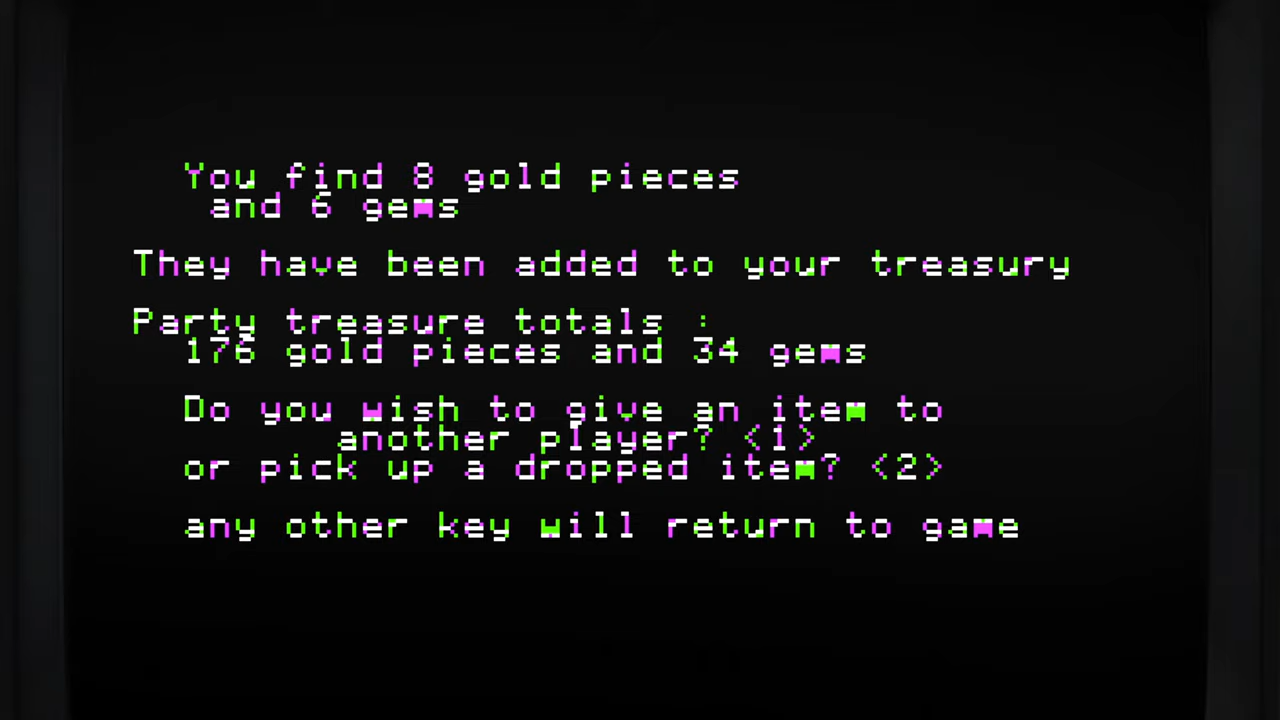 You find 8 gold pieces
and 6 gems
They have been added to your treasury
Party treasure totals :
176 gold pieces and 34 gems
Do you wish to give an item to
another player? <1>
or pick up a dropped item? <2>
any other key will return to game